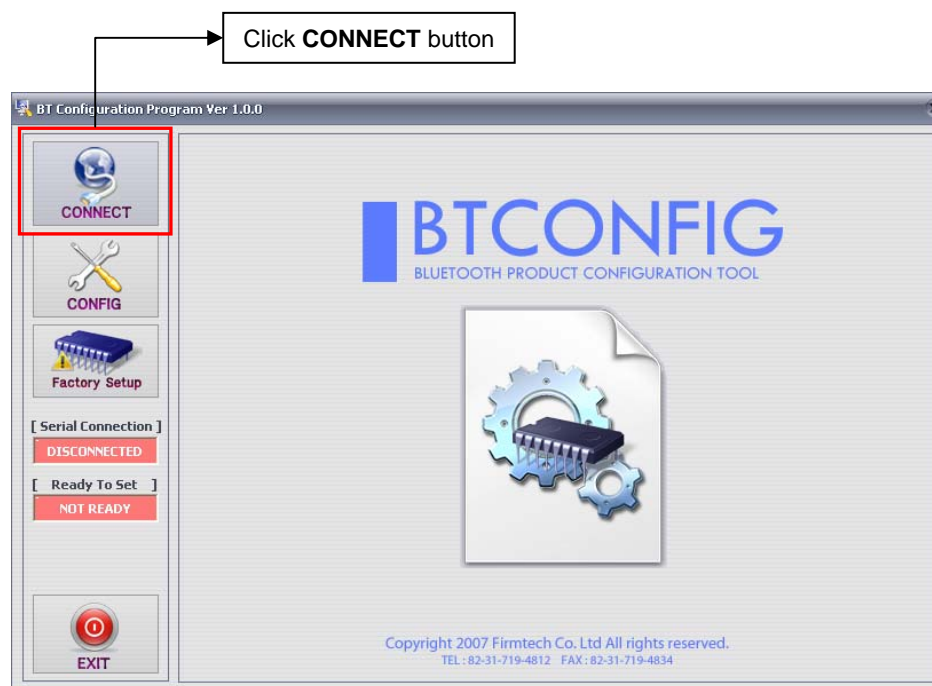 Click CONNECT button
BT Configuration Program Ver 1.0.0
CONNECT
CONFIG
Factory Setup
[ Serial Connection ]
DISCONNECTED
[ Ready To Set ]
NOT READY
EXIT
BTCONFIG
BLUETOOTH PRODUCT CONFIGURATION TOOL
Copyright 2007 Firmtech Co. Ltd All rights reserved.
TEL : 82-31-719-4812 FAX : 82-31-719-4834